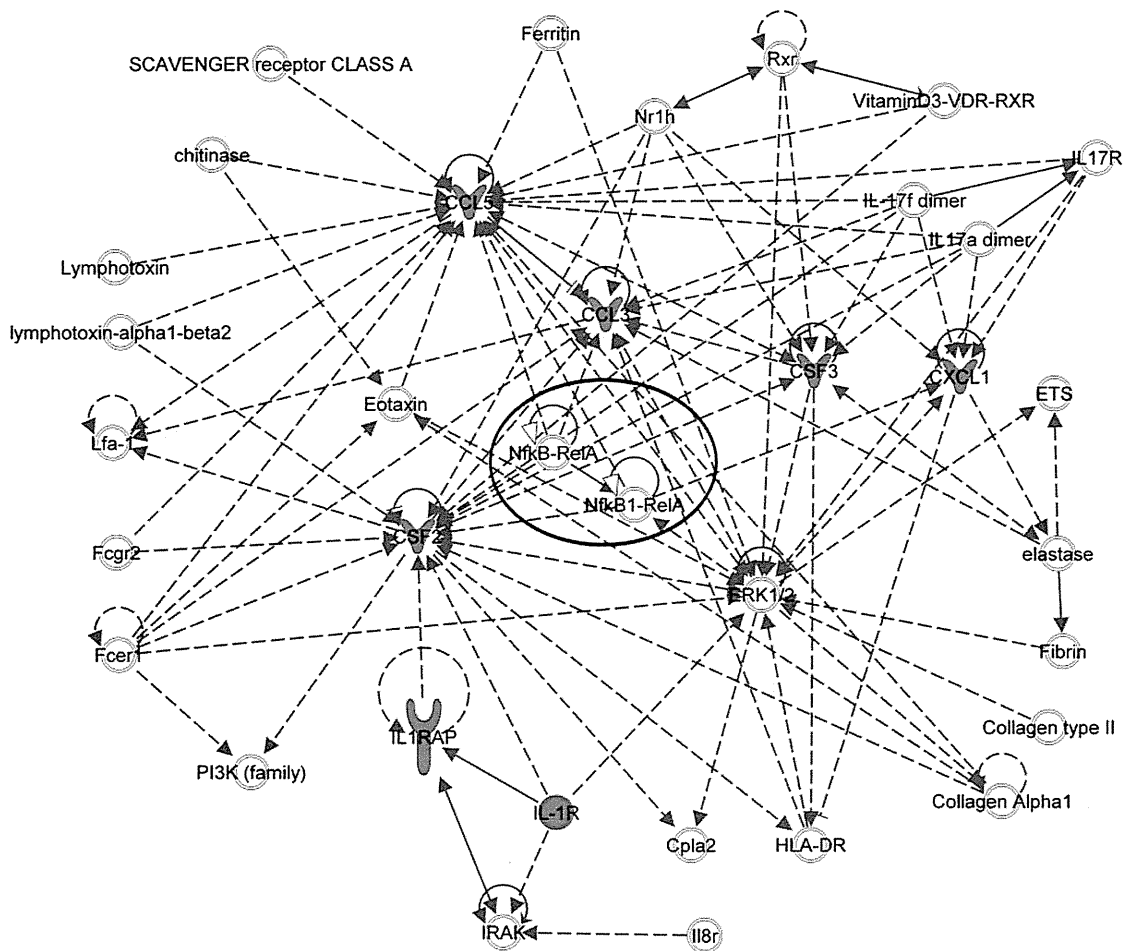 Ferritin
SCAVENGER receptor CLASS A
Rxr
VitaminD3-VDR-RXR
Nr1h
chitinase
IL17R
CCL5
IL-17f dimer
IL17a dimer
Lymphotoxin
CCL3
lymphotoxin-alpha1-beta2
CSF3
CXCL1
ETS
Eotaxin
Lfa-1
NfkB-RelA
NfkB1-RelA
CSF2
Fcgr2
elastase
ERK1/2
Fcer1
Fibrin
IL1RAP
Collagen type II
PI3K (family)
Collagen Alpha1
IL-1R
Cpla2
HLA-DR
IRAK
Il8r